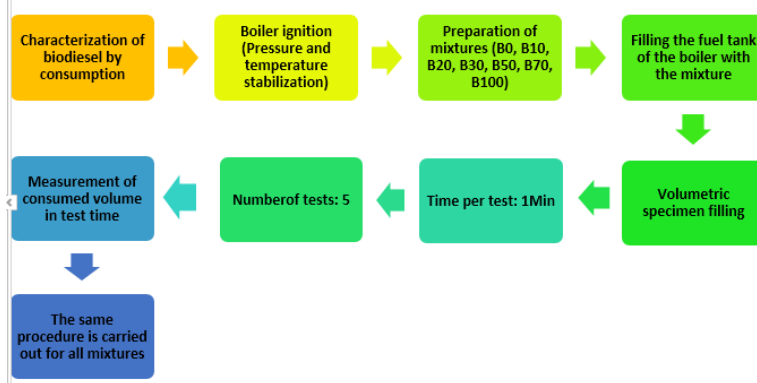 Characterization of
biodiesel by
consumption
Boiler ignition
(Pressure and
temperature
stabilization)
Preparation of
mixtures (B0, B10,
B20, B30, B50, B70,
B100)
Filling the fuel tank
of the boiler with
the mixture
Volumetric
specimen filling
Time per test: 1Min
Numberof tests: 5
Measurement of
consumed volume
in test time
The same
procedure is carried
out for all mixtures